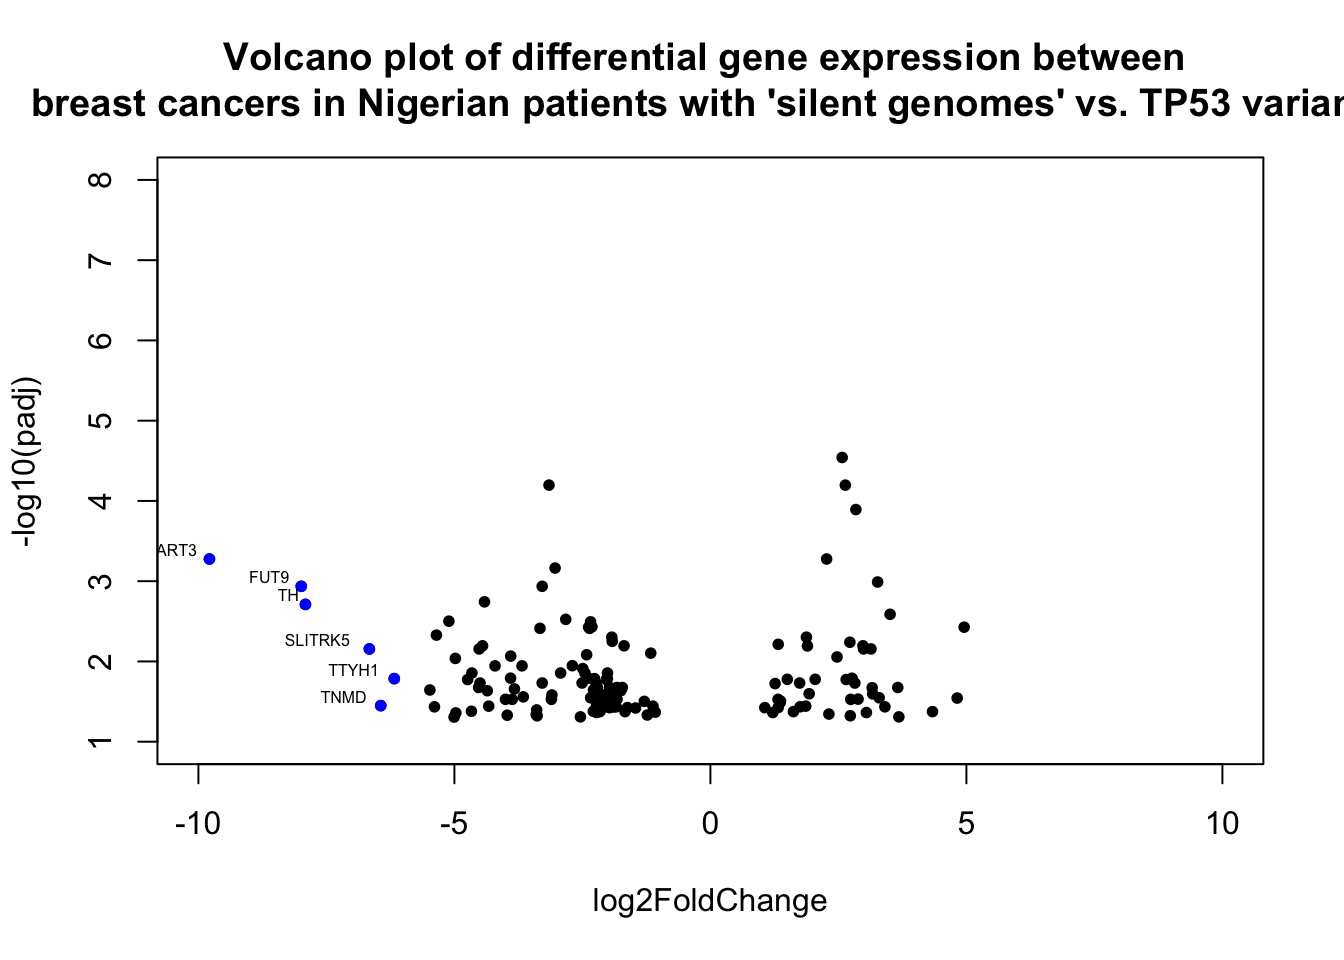 Volcano plot of differential gene expression between
breast cancers in Nigerian patients with 'silent genomes' vs. TP53
-log10(padj)
8
7
6
5
4
3
2
1
ART3
FUT9
TH
SLITRK5
TTYH1
TNMD
-10 -5 0 5 10
log2FoldChange